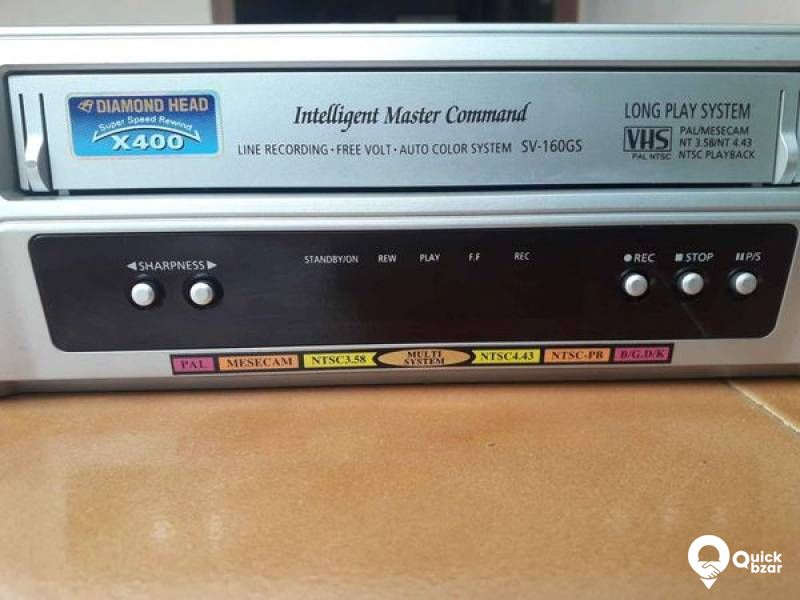 DIAMOND HEAD
Super Speed Rewind
X400
Intelligent Master Command
LINE RECORDING · FREE VOLT · AUTO COLOR SYSTEM SV-160GS
LONG PLAY SYSTEM
VHS
PAL NTSC
PAL/MESECAM
NT 3.58/NT 4.43
NTSC PLAYBACK
◀ SHARPNESS ▶
STANDBY/ON REW PLAY F.F REC
● REC ■ STOP ▮▮ P/S
PAL MESECAM NTSC3.58 MULTI SYSTEM NTSC4.43 NTSC-PB B/G.D/K
Quick
bzar